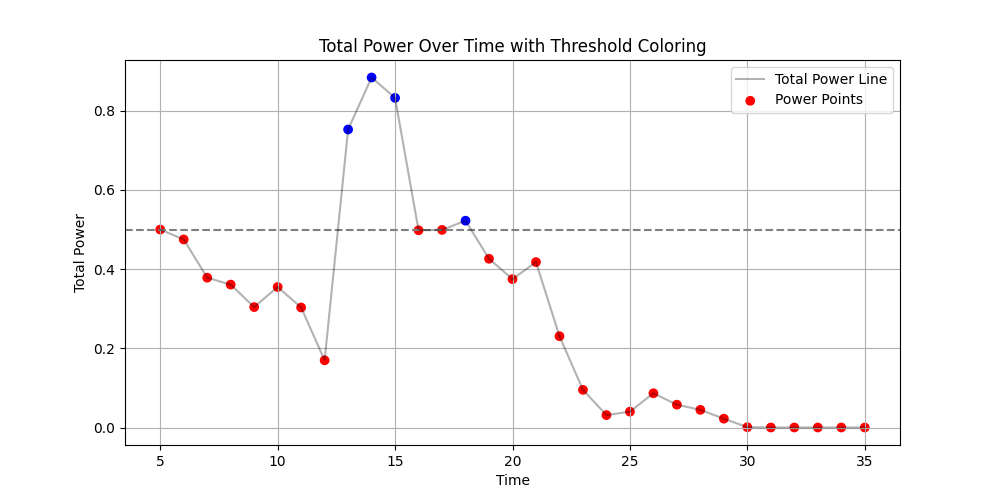 Total Power Over Time with Threshold Coloring
Total Power Line
Power Points
Total Power
0.8
0.6
0.4
0.2
0.0
5 10 15 20 25 30 35
Time